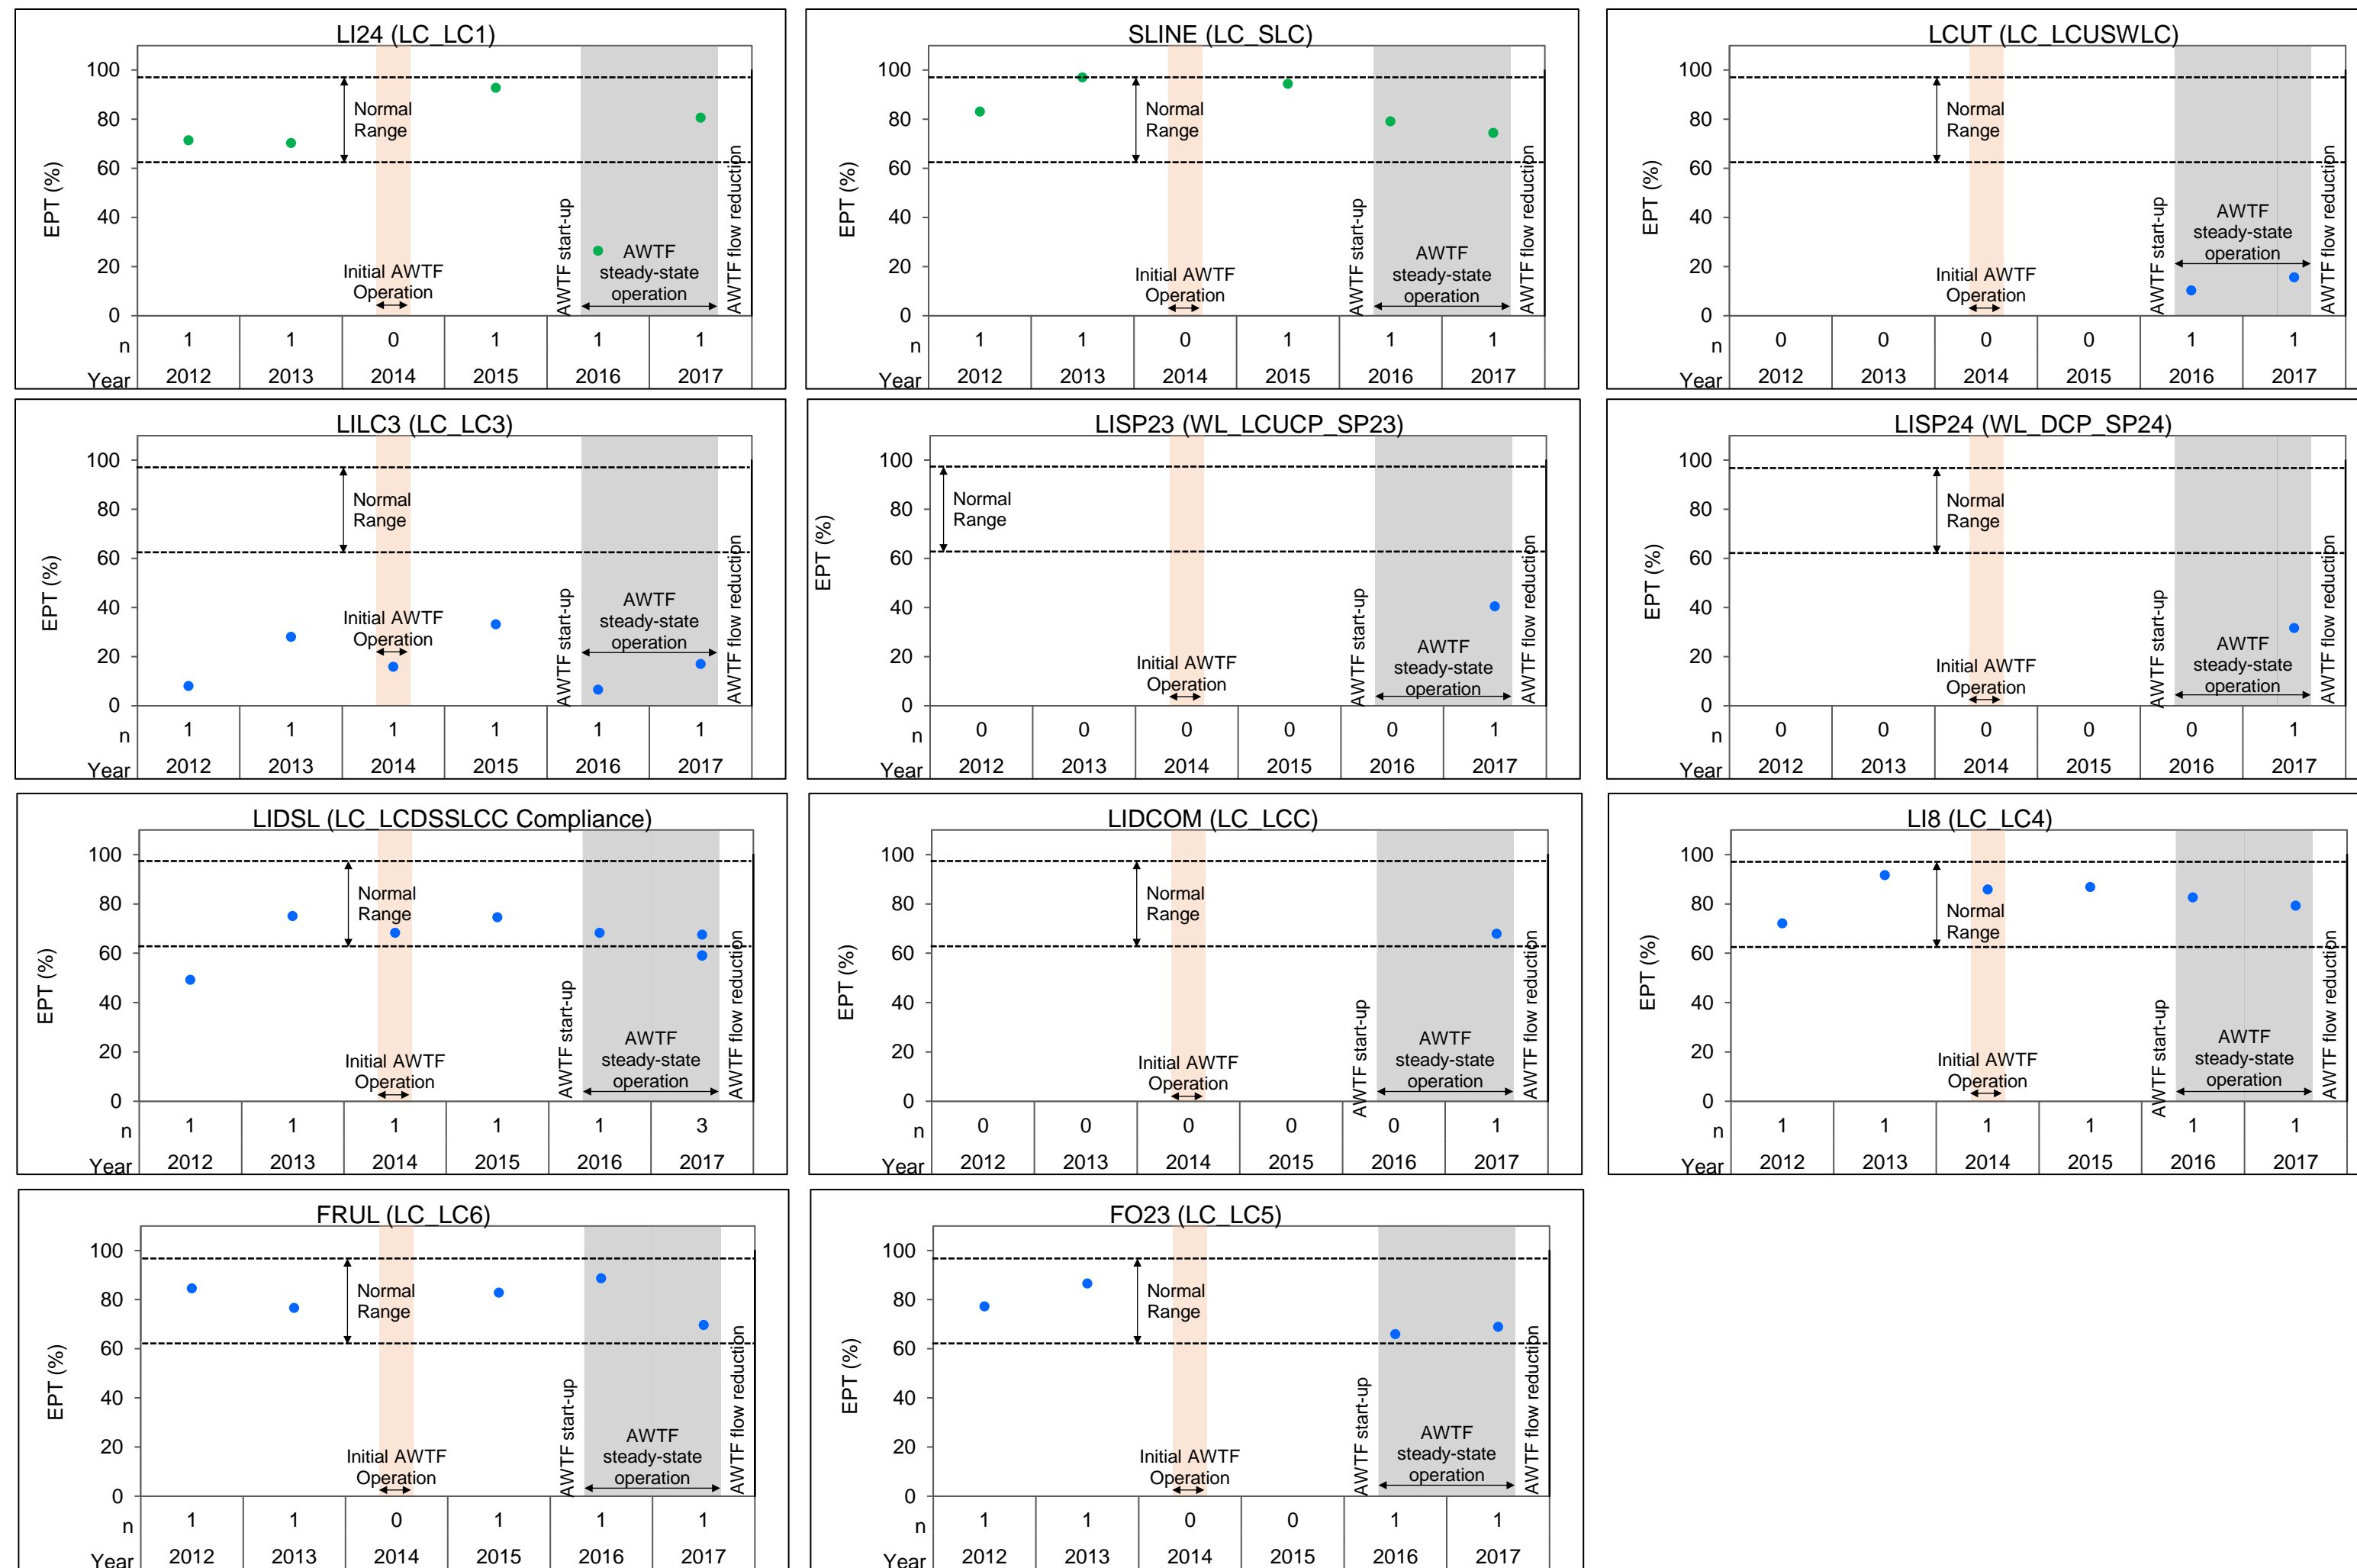 LI24 (LC_LC1)
100
80
60
40
20
0
EPT (%)
Normal
Range
Initial AWTF
Operation
AWTF start-up
AWTF
steady-state
operation
AWTF flow reduction
n 1 1 0 1 1 1
Year 2012 2013 2014 2015 2016 2017
SLINE (LC_SLC)
100
80
60
40
20
0
EPT (%)
Normal
Range
Initial AWTF
Operation
AWTF start-up
AWTF
steady-state
operation
AWTF flow reduction
n 1 1 0 1 1 1
Year 2012 2013 2014 2015 2016 2017
LCUT (LC_LCUSWLC)
100
80
60
40
20
0
EPT (%)
Normal
Range
Initial AWTF
Operation
AWTF start-up
AWTF
steady-state
operation
AWTF flow reduction
n 0 0 0 0 1 1
Year 2012 2013 2014 2015 2016 2017
LILC3 (LC_LC3)
100
80
60
40
20
0
EPT (%)
Normal
Range
Initial AWTF
Operation
AWTF start-up
AWTF
steady-state
operation
AWTF flow reduction
n 1 1 1 1 1 1
Year 2012 2013 2014 2015 2016 2017
LISP23 (WL_LCUCP_SP23)
100
80
60
40
20
0
EPT (%)
Normal
Range
Initial AWTF
Operation
AWTF start-up
AWTF
steady-state
operation
AWTF flow reduction
n 0 0 0 0 0 1
Year 2012 2013 2014 2015 2016 2017
LISP24 (WL_DCP_SP24)
100
80
60
40
20
0
EPT (%)
Normal
Range
Initial AWTF
Operation
AWTF start-up
AWTF
steady-state
operation
AWTF flow reduction
n 0 0 0 0 0 1
Year 2012 2013 2014 2015 2016 2017
LIDSL (LC_LCDSSLCC Compliance)
100
80
60
40
20
0
EPT (%)
Normal
Range
Initial AWTF
Operation
AWTF start-up
AWTF
steady-state
operation
AWTF flow reduction
n 1 1 1 1 1 3
Year 2012 2013 2014 2015 2016 2017
LIDCOM (LC_LCC)
100
80
60
40
20
0
EPT (%)
Normal
Range
Initial AWTF
Operation
AWTF start-up
AWTF
steady-state
operation
AWTF flow reduction
n 0 0 0 0 0 1
Year 2012 2013 2014 2015 2016 2017
LI8 (LC_LC4)
100
80
60
40
20
0
EPT (%)
Normal
Range
Initial AWTF
Operation
AWTF start-up
AWTF
steady-state
operation
AWTF flow reduction
n 1 1 1 1 1 1
Year 2012 2013 2014 2015 2016 2017
FRUL (LC_LC6)
100
80
60
40
20
0
EPT (%)
Normal
Range
Initial AWTF
Operation
AWTF start-up
AWTF
steady-state
operation
AWTF flow reduction
n 1 1 0 1 1 1
Year 2012 2013 2014 2015 2016 2017
FO23 (LC_LC5)
100
80
60
40
20
0
EPT (%)
Normal
Range
Initial AWTF
Operation
AWTF start-up
AWTF
steady-state
operation
AWTF flow reduction
n 1 1 0 0 1 1
Year 2012 2013 2014 2015 2016 2017